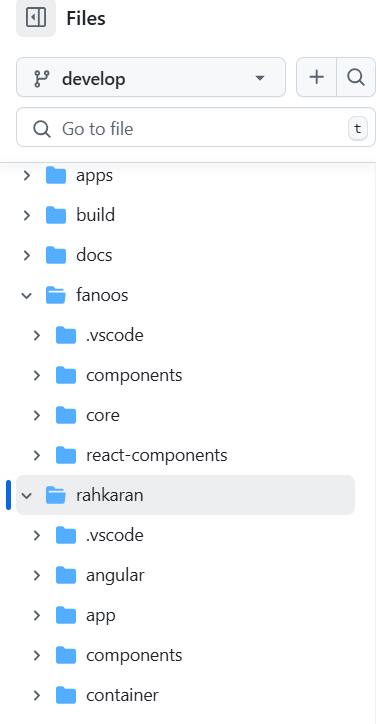 Files
develop
Go to file
t
apps
build
docs
fanoos
.vscode
components
core
react-components
rahkaran
.vscode
angular
app
components
container